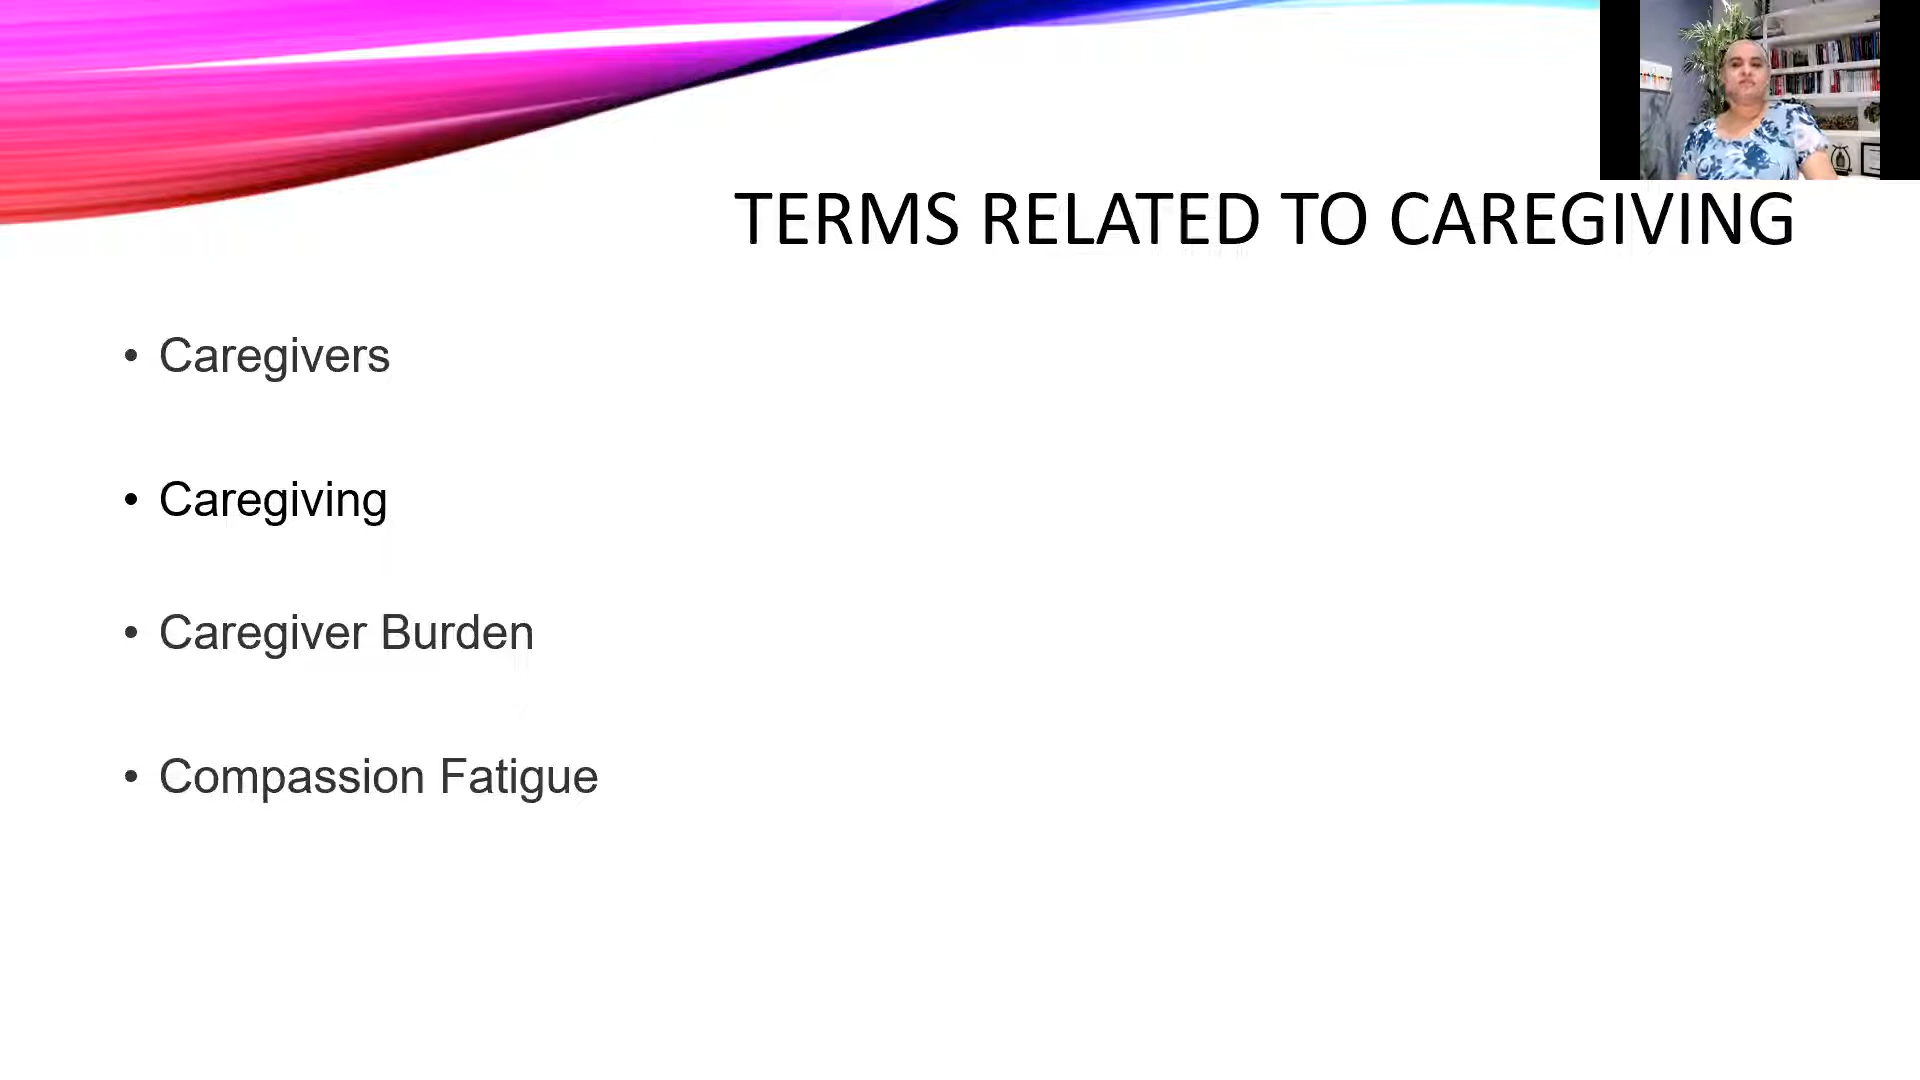 TERMS RELATED TO CAREGIVING
• Caregivers
• Caregiving
• Caregiver Burden
• Compassion Fatigue